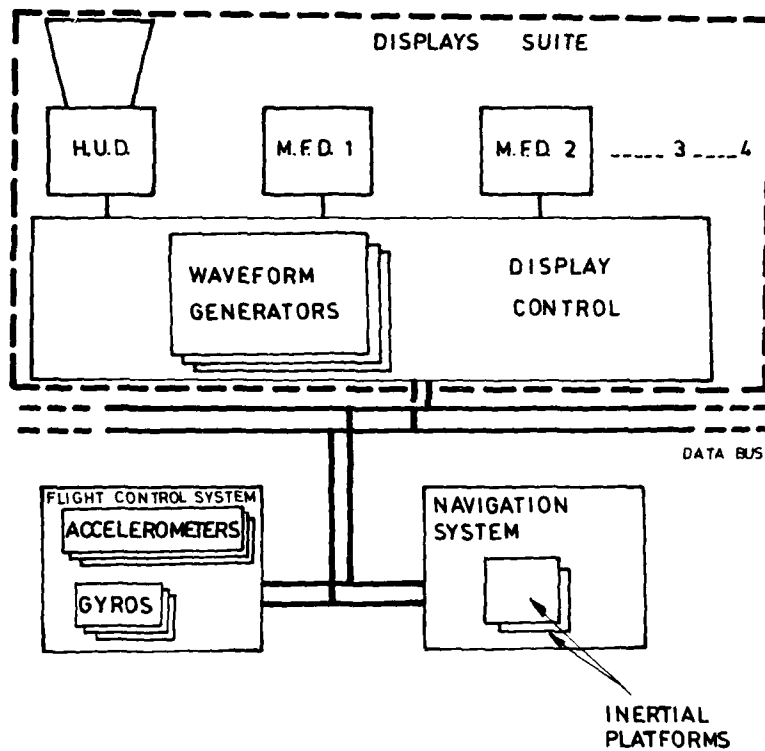 DISPLAYS SUITE
H.U.D.
M.F.D. 1
M.F.D. 2 ----- 3 ---- 4
WAVEFORM
GENERATORS
DISPLAY
CONTROL
DATA BUS
FLIGHT CONTROL SYSTEM
ACCELEROMETERS
GYROS
NAVIGATION
SYSTEM
INERTIAL
PLATFORMS